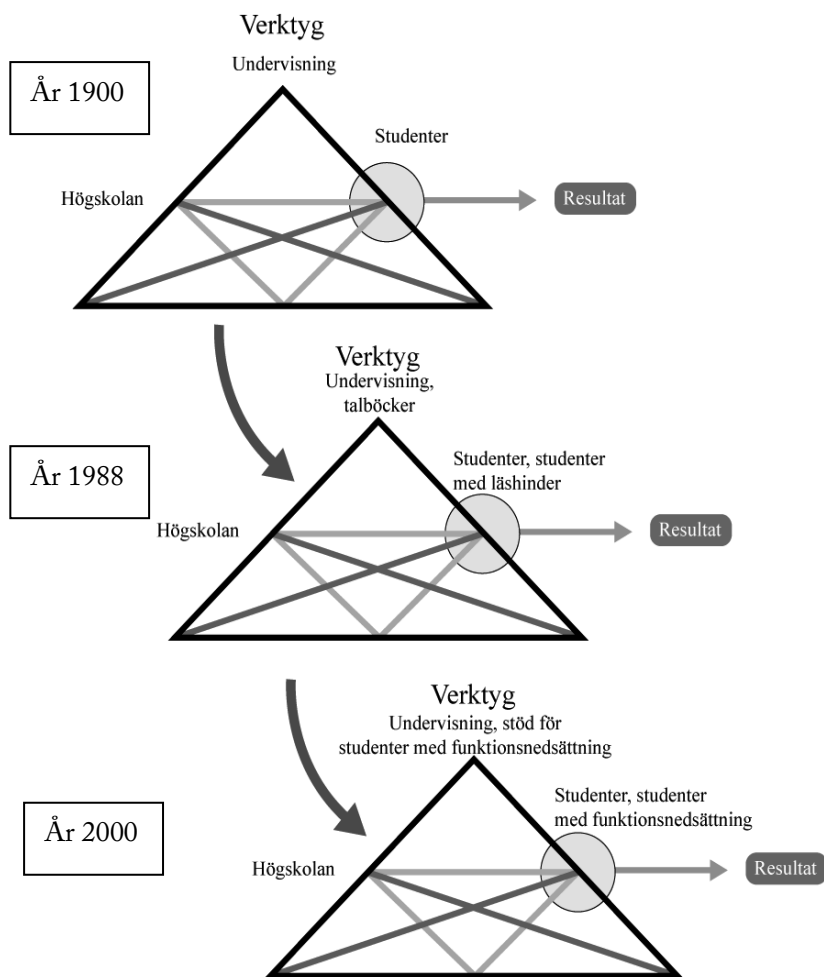 Verktyg
Undervisning
År 1900
Studenter
Högskolan
Resultat
Verktyg
Undervisning,
talböcker
År 1988
Studenter, studenter
med läshinder
Högskolan
Resultat
Verktyg
Undervisning, stöd för
studenter med funktionsnedsättning
År 2000
Studenter, studenter
med funktionsnedsättning
Högskolan
Resultat